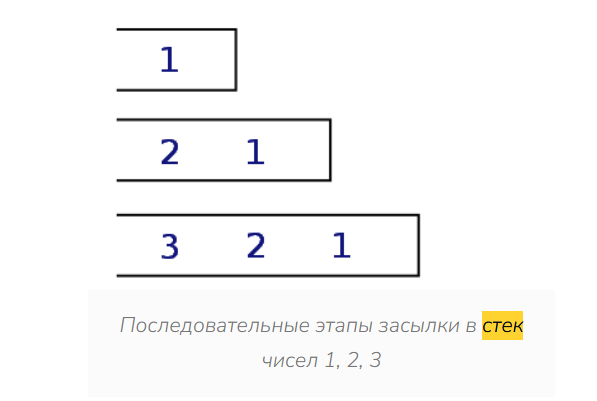 1
2 1
3 2 1
Последовательные этапы засылки в стек
чисел 1, 2, 3